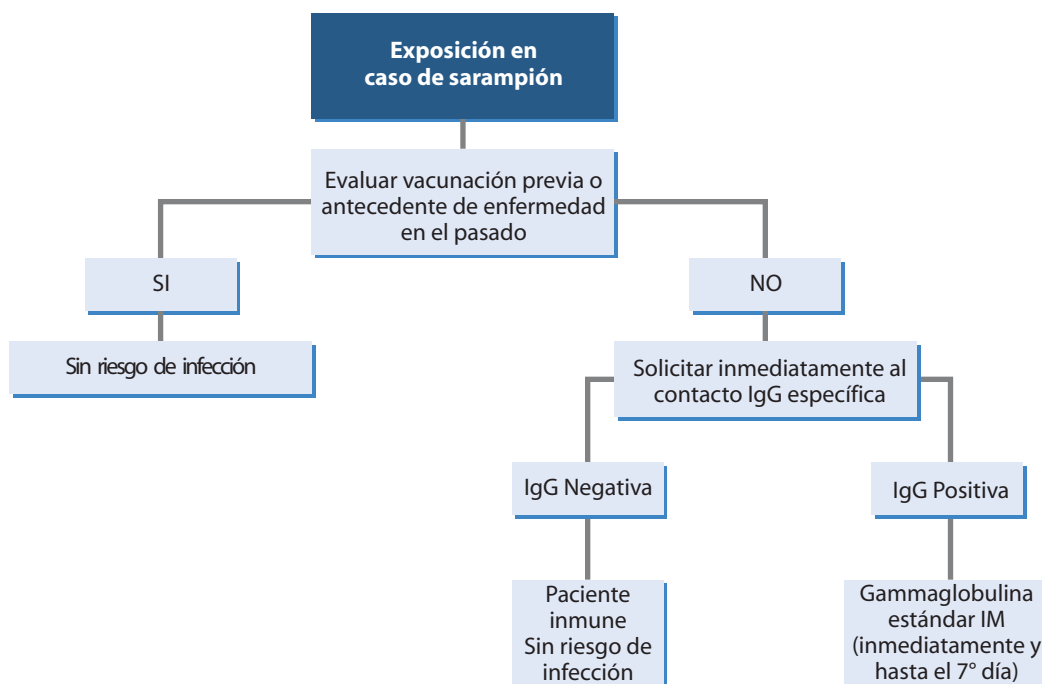 Exposición en
caso de sarampión
Evaluar vacunación previa o
antecedente de enfermedad
en el pasado
SI
NO
Sin riesgo de infección
Solicitar inmediatamente al
contacto IgG específica
IgG Negativa
IgG Positiva
Paciente
inmune
Sin riesgo de
infección
Gammaglobulina
estándar IM
(inmediatamente y
hasta el 7° día)